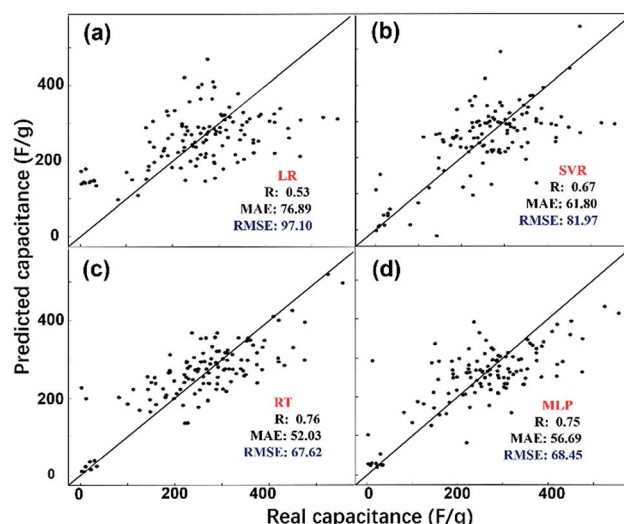 (a)
400
200
0
LR
R: 0.53
MAE: 76.89
RMSE: 97.10
(b)
SVR
R: 0.67
MAE: 61.80
RMSE: 81.97
(c)
400
200
0
RT
R: 0.76
MAE: 52.03
RMSE: 67.62
(d)
MLP
R: 0.75
MAE: 56.69
RMSE: 68.45
0 200 400 0 200 400
Predicted capacitance (F/g)
Real capacitance (F/g)